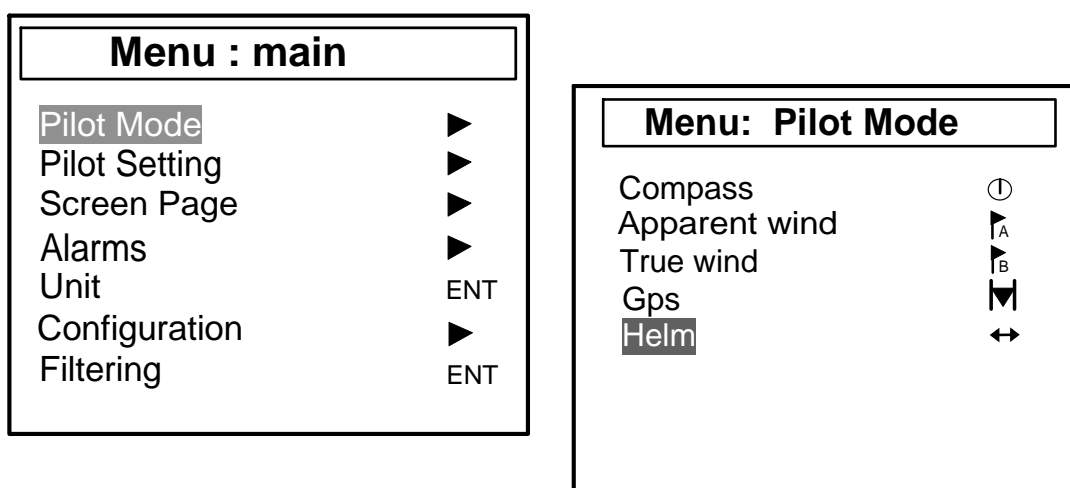 Menu : main
Pilot Mode
Pilot Setting
Screen Page
Alarms
Unit ENT
Configuration
Filtering ENT
Menu: Pilot Mode
Compass
Apparent wind A
True wind B
Gps
Helm